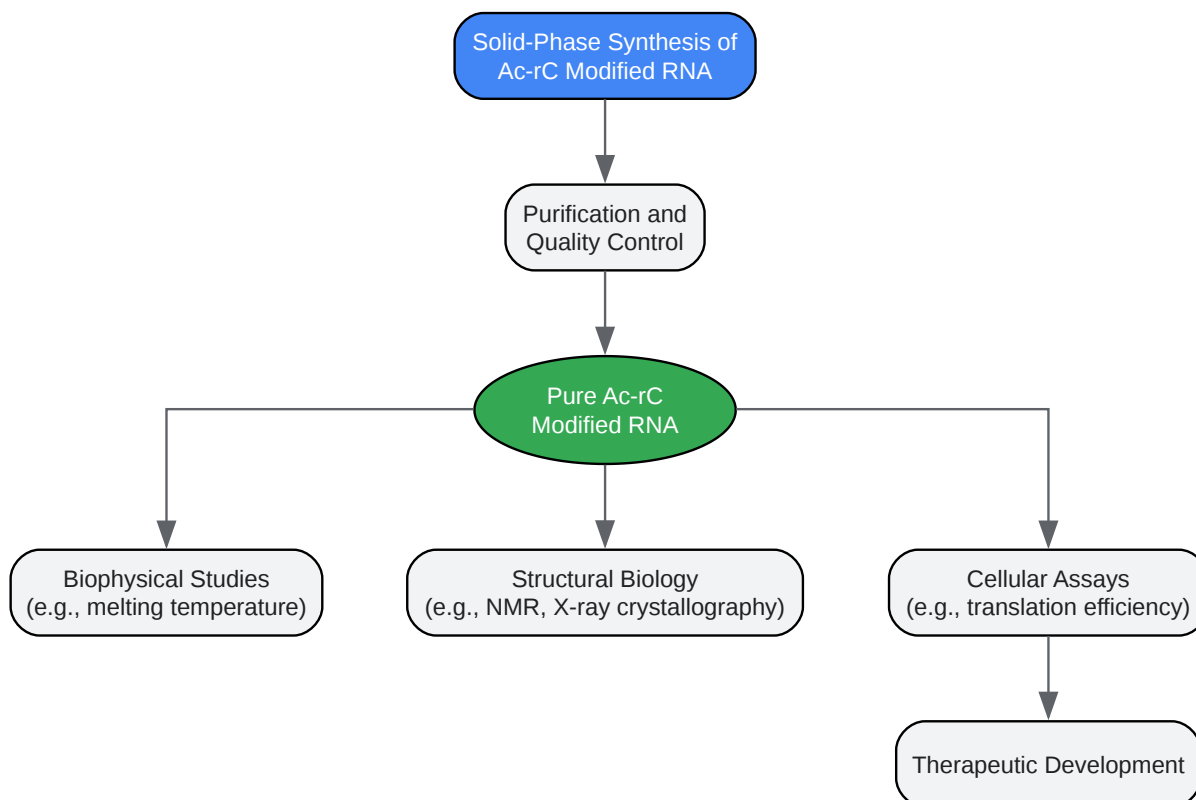 Solid-Phase Synthesis of
Ac-rC Modified RNA
Purification and
Quality Control
Pure Ac-rC
Modified RNA
Biophysical Studies
(e.g., melting temperature)
Structural Biology
(e.g., NMR, X-ray crystallography)
Cellular Assays
(e.g., translation efficiency)
Therapeutic Development